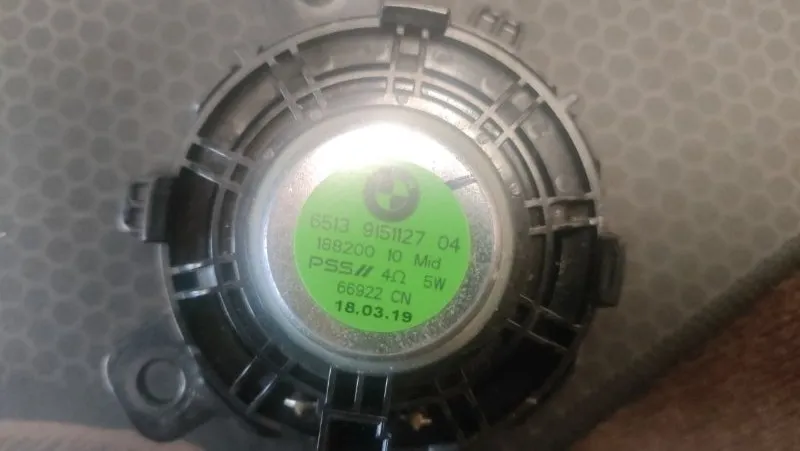 6513 9151127 04
188200 10 Mid
PSS// 4Ω 5W
66922 CN
18.03.19